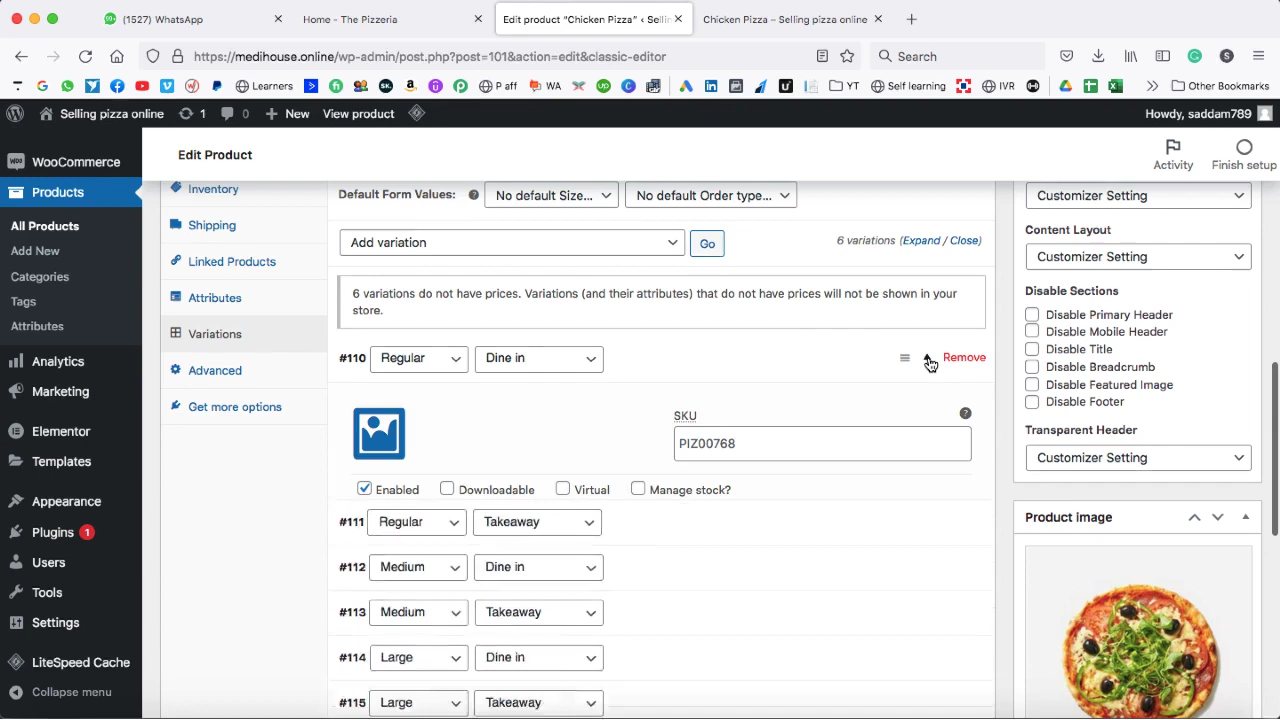 (1527) WhatsApp
Home - The Pizzeria
Edit product “Chicken Pizza” ‹ Sellin
Chicken Pizza – Selling pizza online
https://medihouse.online/wp-admin/post.php?post=101&action=edit&classic-editor
Search
Learners
P aff
WA
YT
Self learning
IVR
Other Bookmarks
Selling pizza online
1
0
New
View product
Howdy, saddam789
WooCommerce
Products
All Products
Add New
Categories
Tags
Attributes
Analytics
Marketing
Elementor
Templates
Appearance
Plugins 1
Users
Tools
Settings
LiteSpeed Cache
Collapse menu
Edit Product
Activity
Finish setup
Inventory
Shipping
Linked Products
Attributes
Variations
Advanced
Get more options
Default Form Values: No default Size... No default Order type...
Add variation
Go
6 variations (Expand / Close)
6 variations do not have prices. Variations (and their attributes) that do not have prices will not be shown in your
store.
#110 Regular Dine in Remove
SKU
PIZ00768
Enabled Downloadable Virtual Manage stock?
#111 Regular Takeaway
#112 Medium Dine in
#113 Medium Takeaway
#114 Large Dine in
#115 Large Takeaway
Customizer Setting
Content Layout
Customizer Setting
Disable Sections
Disable Primary Header
Disable Mobile Header
Disable Title
Disable Breadcrumb
Disable Featured Image
Disable Footer
Transparent Header
Customizer Setting
Product image